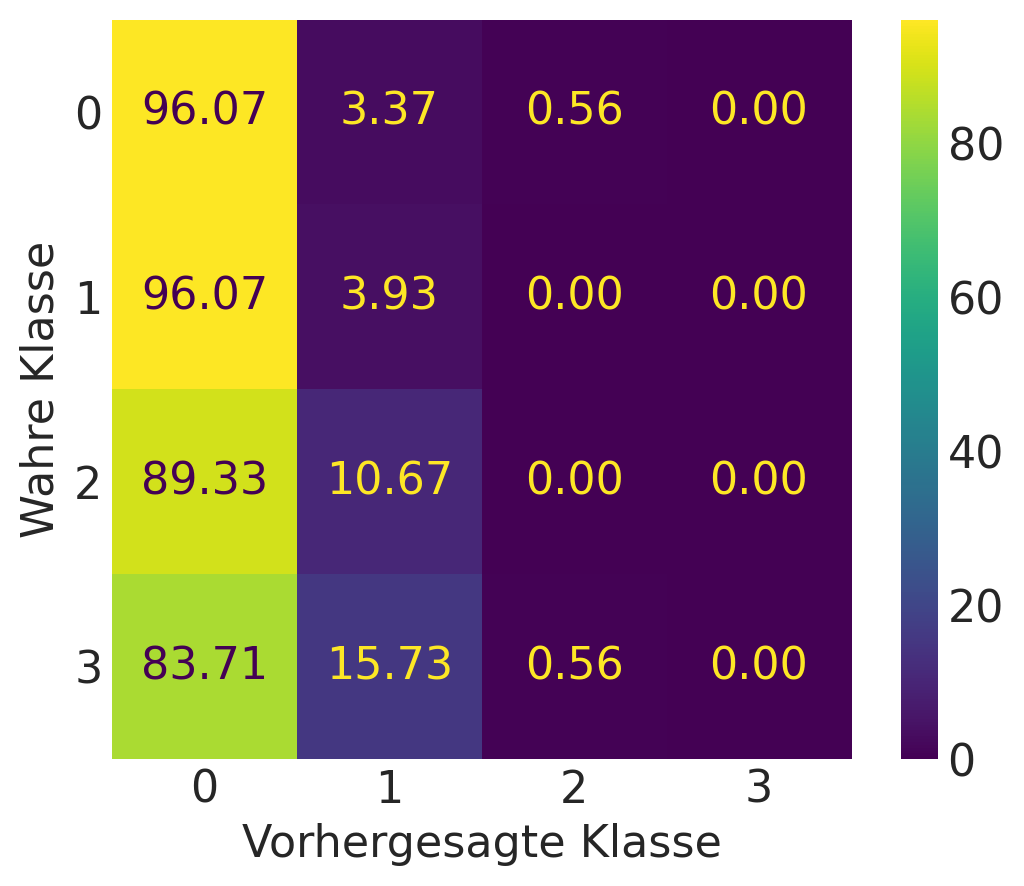 0 96.07 3.37 0.56 0.00
1 96.07 3.93 0.00 0.00
2 89.33 10.67 0.00 0.00
3 83.71 15.73 0.56 0.00
0 1 2 3
Wahre Klasse
Vorhergesagte Klasse
80
60
40
20
0